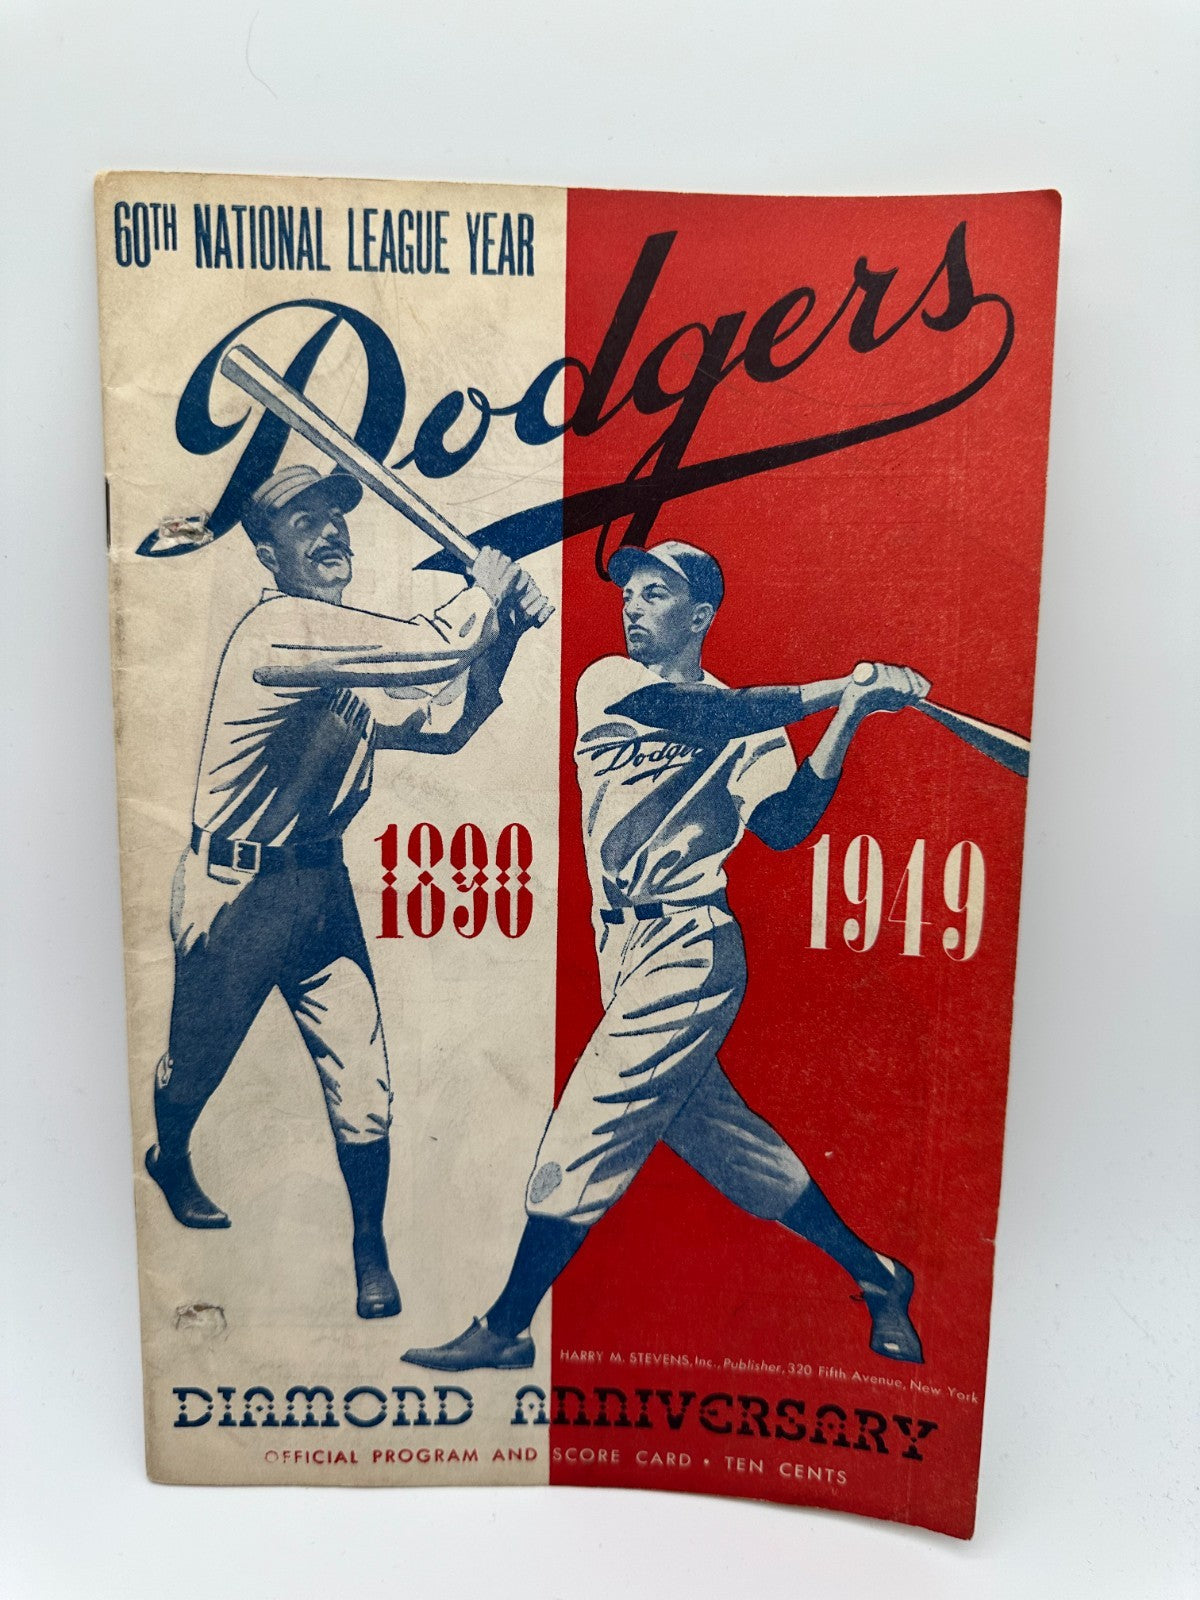 60TH NATIONAL LEAGUE YEAR
Dodgers
Dodgers
1890
1949
HARRY M. STEVENS, Inc., Publisher, 320 Fifth Avenue, New York
DIAMOND ANNIVERSARY
OFFICIAL PROGRAM AND SCORE CARD • TEN CENTS